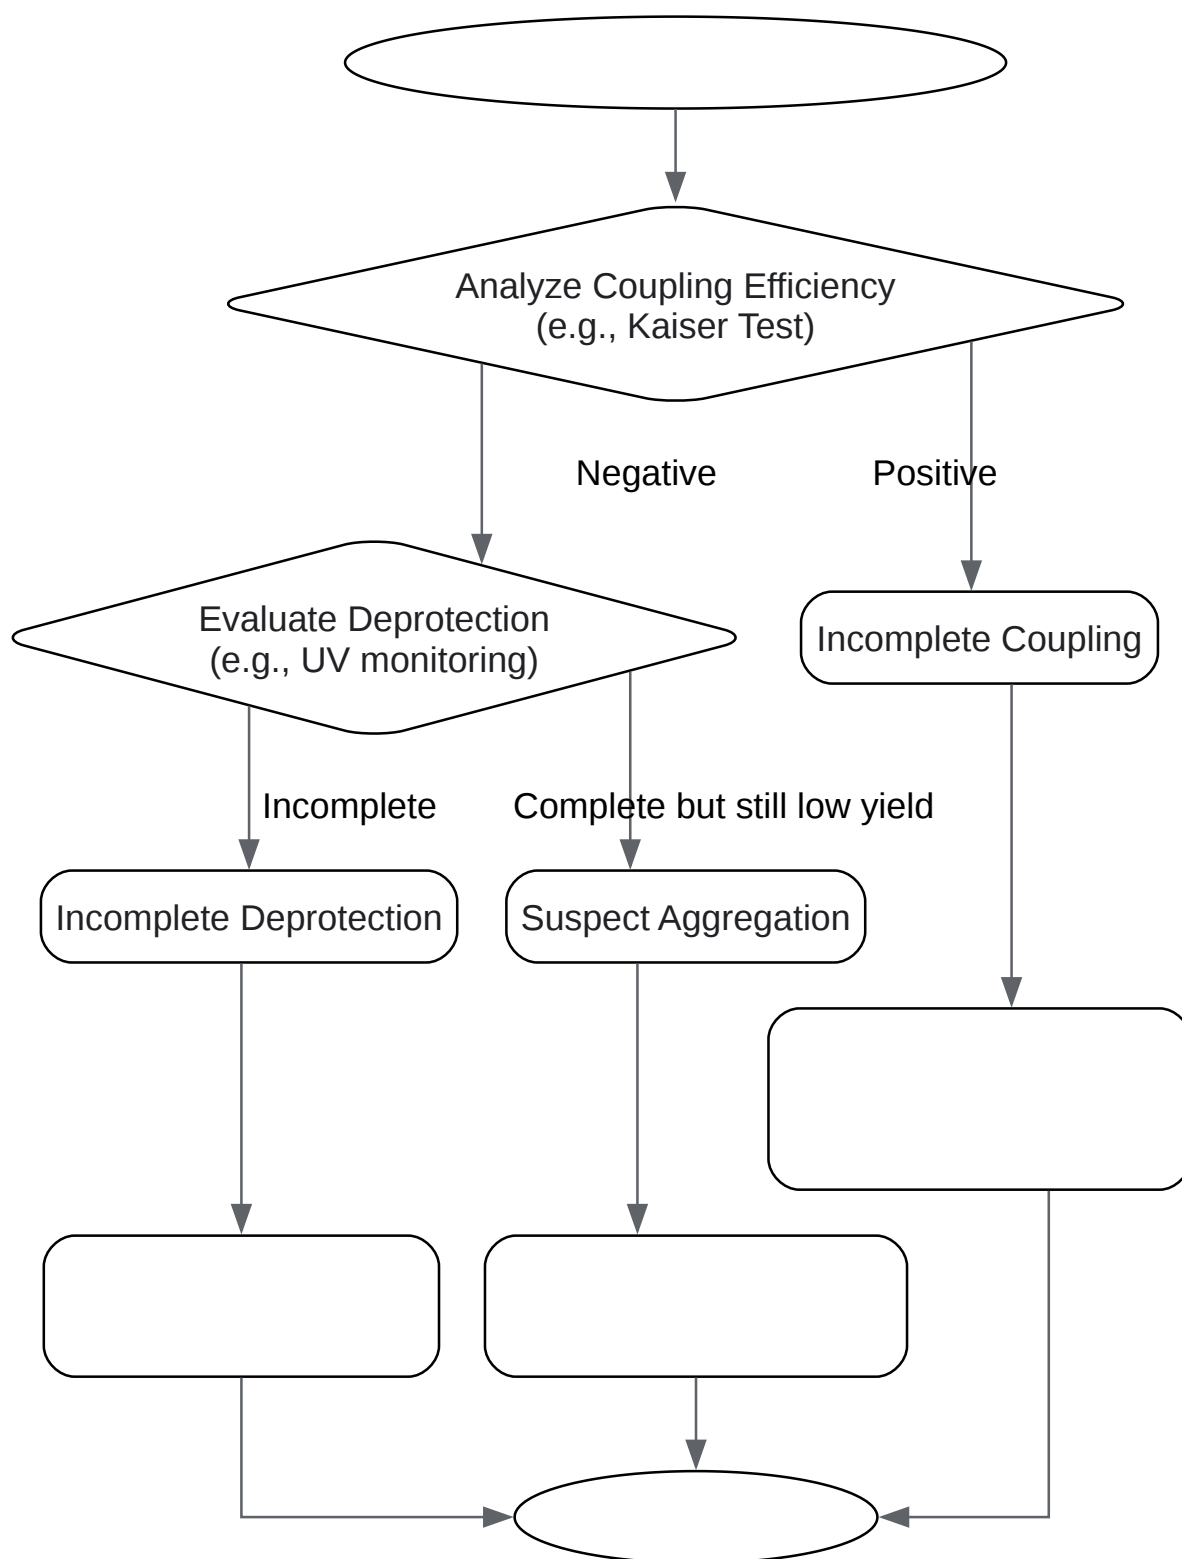 Analyze Coupling Efficiency
(e.g., Kaiser Test)
Negative
Positive
Evaluate Deprotection
(e.g., UV monitoring)
Incomplete Coupling
Incomplete
Complete but still low yield
Incomplete Deprotection
Suspect Aggregation